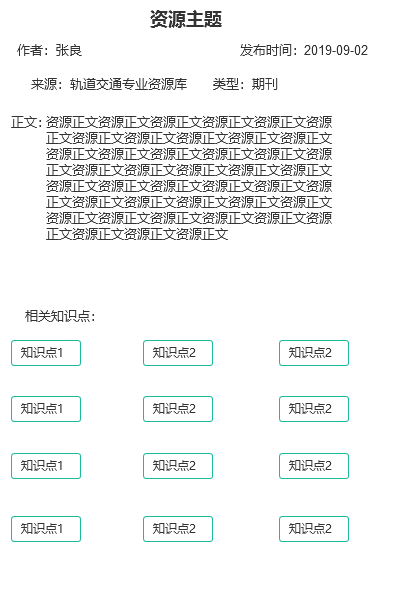 资源主题
作者：张良 发布时间：2019-09-02
来源：轨道交通专业资源库 类型：期刊
正文：资源正文资源正文资源正文资源正文资源正文资源
正文资源正文资源正文资源正文资源正文资源正文
资源正文资源正文资源正文资源正文资源正文资源
正文资源正文资源正文资源正文资源正文资源正文
资源正文资源正文资源正文资源正文资源正文资源
正文资源正文资源正文资源正文资源正文资源正文
资源正文资源正文资源正文资源正文资源正文资源
正文资源正文资源正文资源正文
相关知识点：
知识点1 知识点2 知识点2
知识点1 知识点2 知识点2
知识点1 知识点2 知识点2
知识点1 知识点2 知识点2